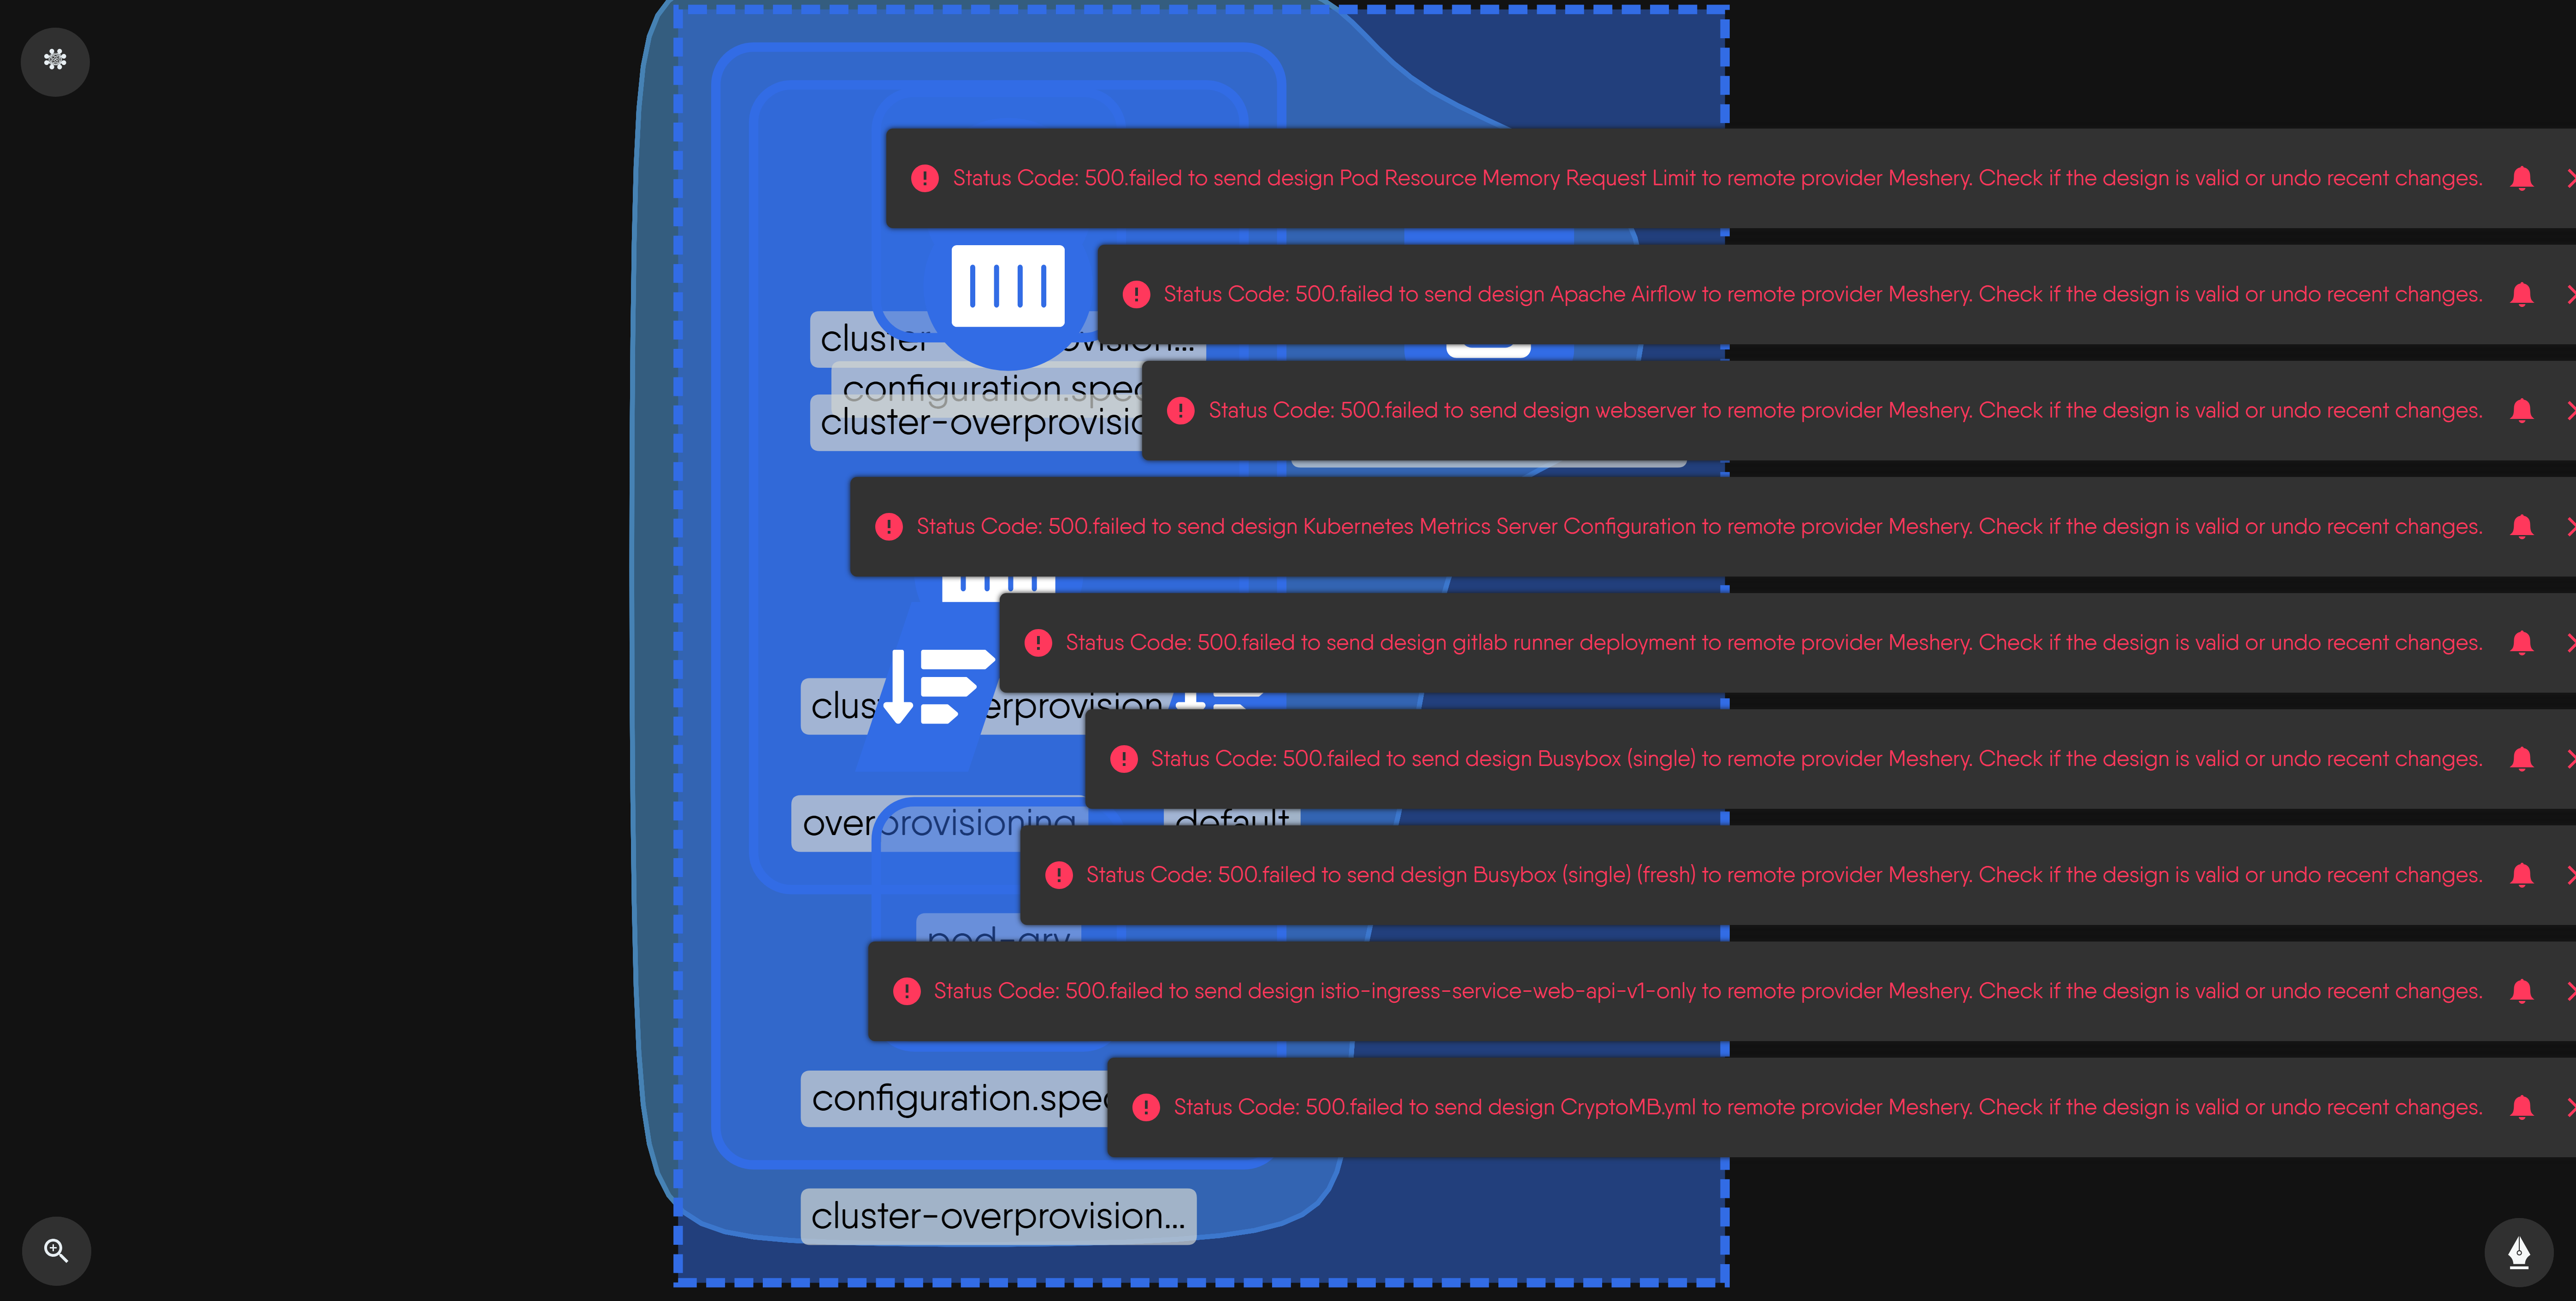 Status Code: 500.failed to send design Pod Resource Memory Request Limit to remote provider Meshery. Check if the design is valid or undo recent changes.
Status Code: 500.failed to send design Apache Airflow to remote provider Meshery. Check if the design is valid or undo recent changes.
cluster-overprovision...
configuration.spec
Status Code: 500.failed to send design webserver to remote provider Meshery. Check if the design is valid or undo recent changes.
cluster-overprovisio
Status Code: 500.failed to send design Kubernetes Metrics Server Configuration to remote provider Meshery. Check if the design is valid or undo recent changes.
Status Code: 500.failed to send design gitlab runner deployment to remote provider Meshery. Check if the design is valid or undo recent changes.
cluster-overprovision
Status Code: 500.failed to send design Busybox (single) to remote provider Meshery. Check if the design is valid or undo recent changes.
overprovisioning
default
Status Code: 500.failed to send design Busybox (single) (fresh) to remote provider Meshery. Check if the design is valid or undo recent changes.
Status Code: 500.failed to send design istio-ingress-service-web-api-v1-only to remote provider Meshery. Check if the design is valid or undo recent changes.
configuration.spec
Status Code: 500.failed to send design CryptoMB.yml to remote provider Meshery. Check if the design is valid or undo recent changes.
cluster-overprovision...